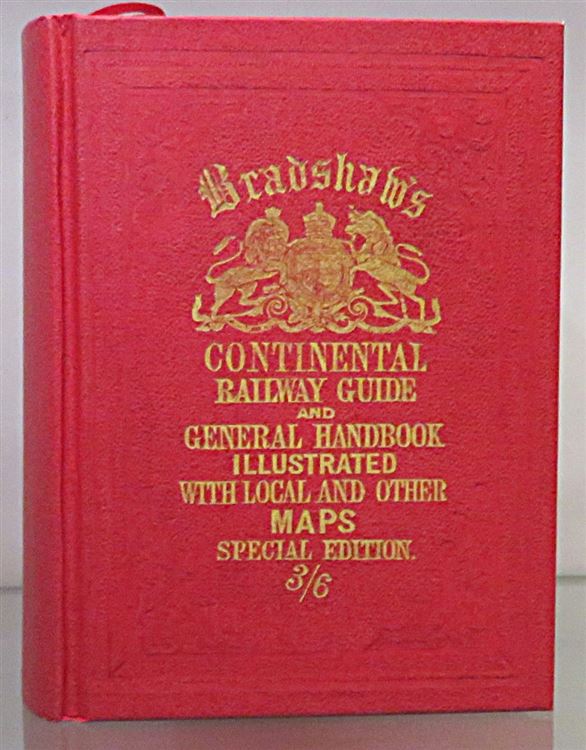 Bradshaw's
CONTINENTAL
RAILWAY GUIDE
AND
GENERAL HANDBOOK
ILLUSTRATED
WITH LOCAL AND OTHER
MAPS
SPECIAL EDITION.
3/6